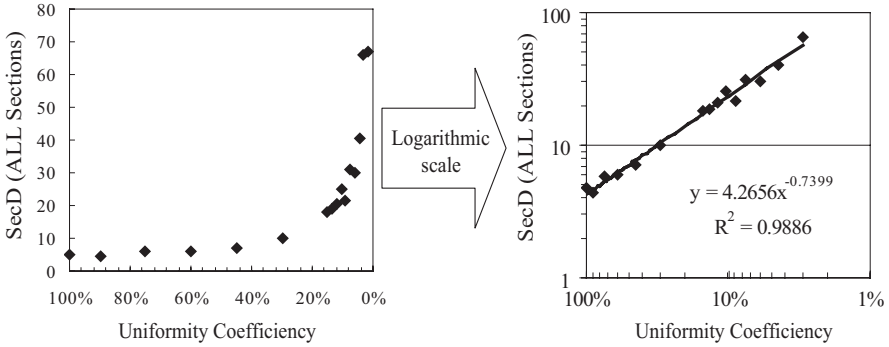 80
70
60
50
40
30
20
10
0
SecD (ALL Sections)
100% 80% 60% 40% 20% 0%
Uniformity Coefficiency
Logarithmic
scale
100
10
1
SecD (ALL Sections)
y = 4.2656x^-0.7399
R^2 = 0.9886
100% 10% 1%
Uniformity Coefficiency